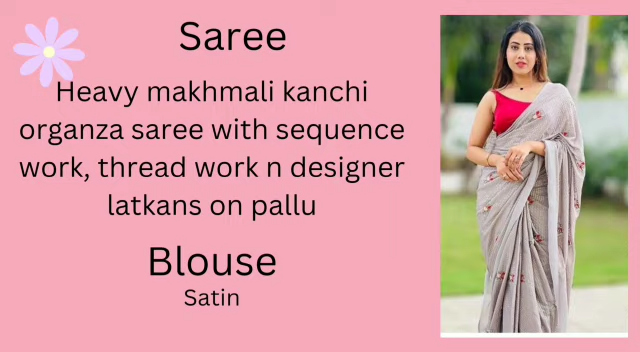 Saree
Heavy makhmali kanchi
organza saree with sequence
work, thread work n designer
latkans on pallu
Blouse
Satin